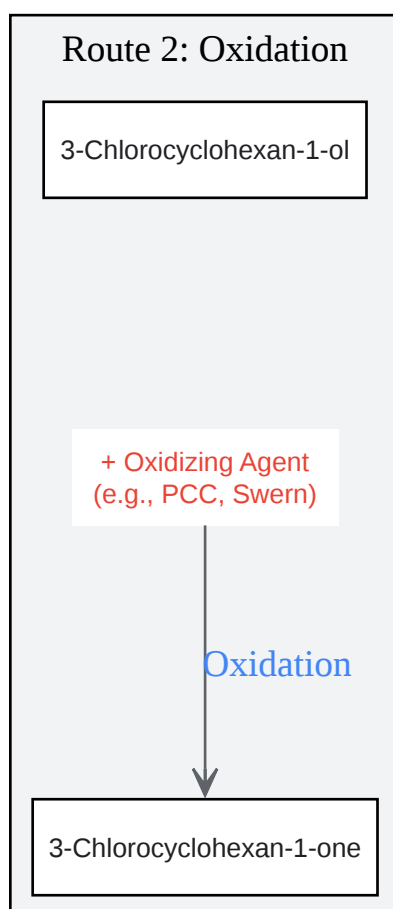 Route 2: Oxidation
3-Chlorocyclohexan-1-ol
+ Oxidizing Agent
(e.g., PCC, Swern)
Oxidation
3-Chlorocyclohexan-1-one